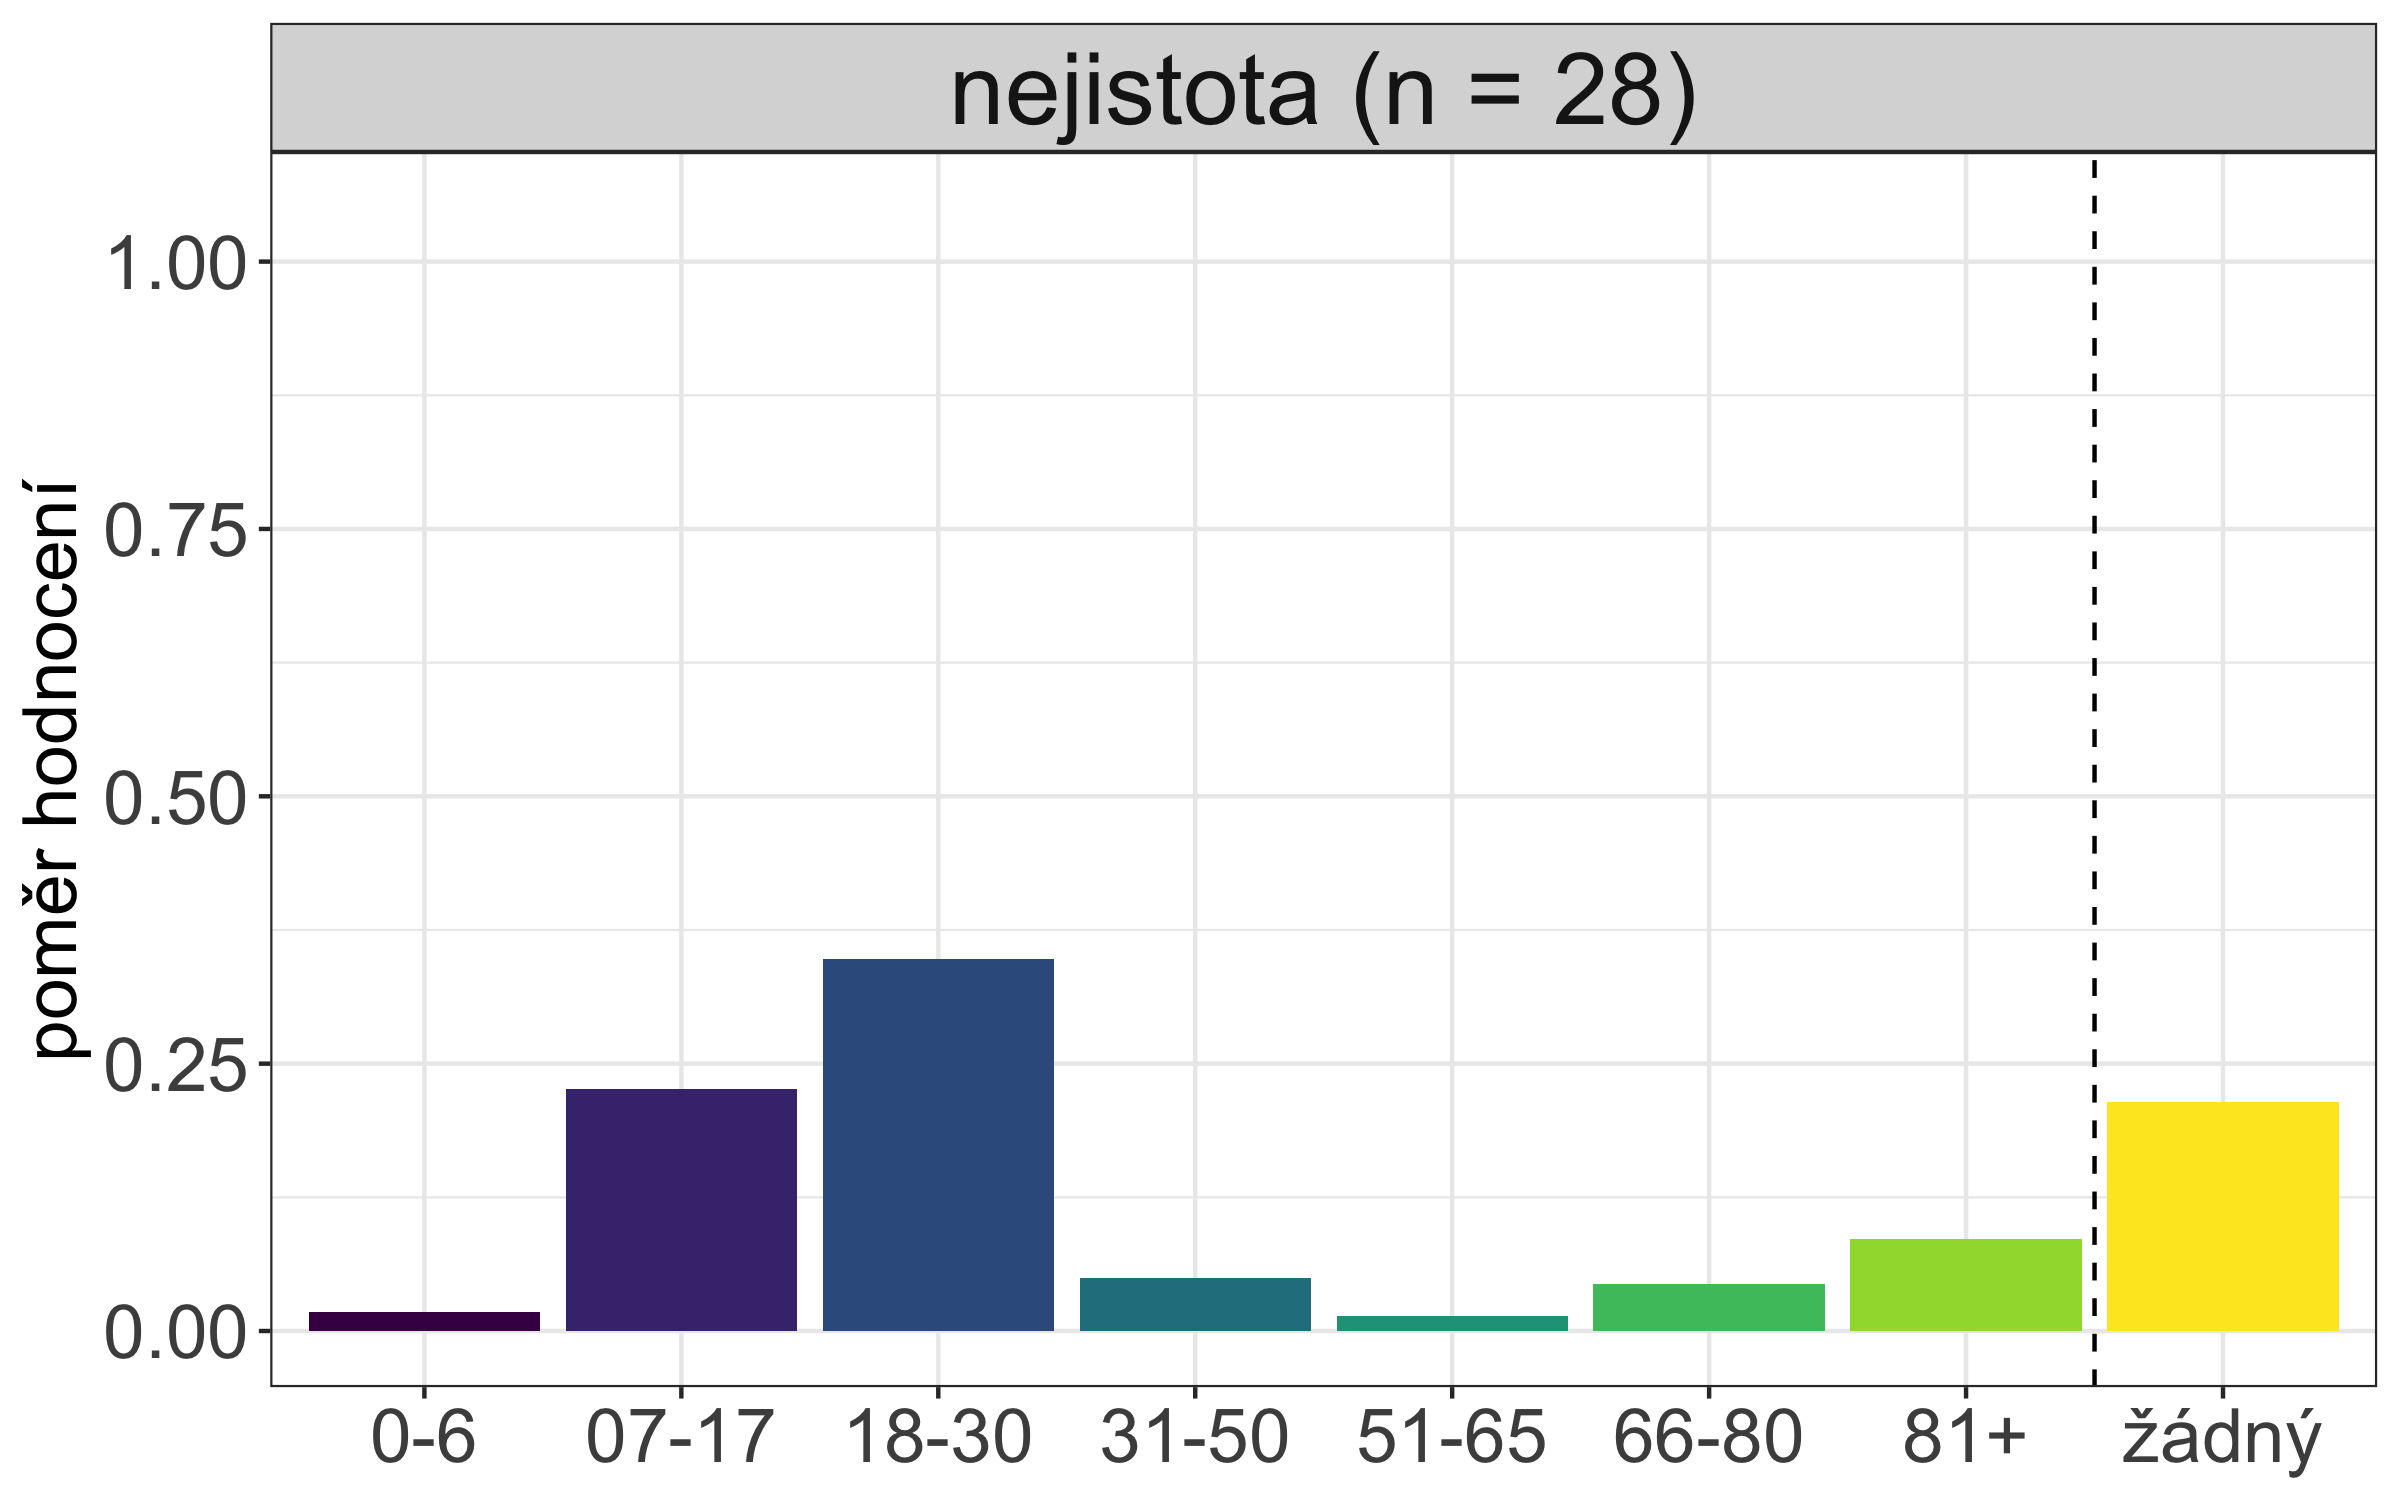 nejistota (n = 28)
poměr hodnocení
1.00
0.75
0.50
0.25
0.00
0-6 07-17 18-30 31-50 51-65 66-80 81+ žádný